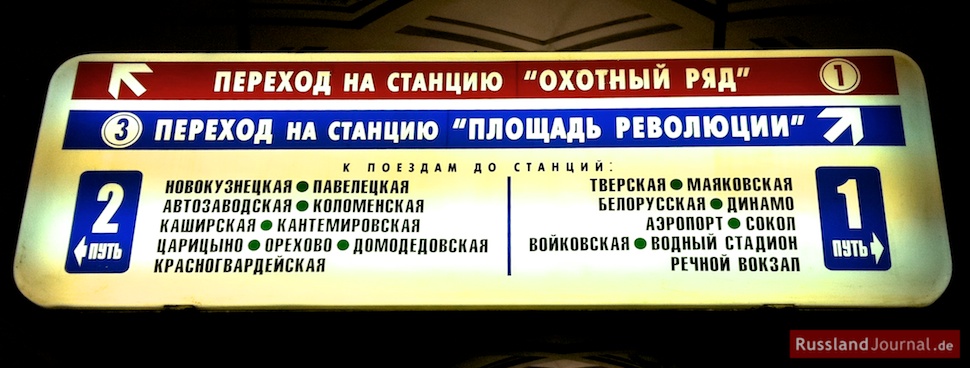 ПЕРЕХОД НА СТАНЦИЮ "ОХОТНЫЙ РЯД" 1
3 ПЕРЕХОД НА СТАНЦИЮ "ПЛОЩАДЬ РЕВОЛЮЦИИ"
К ПОЕЗДАМ ДО СТАНЦИЙ:
2
ПУТЬ
НОВОКУЗНЕЦКАЯ ● ПАВЕЛЕЦКАЯ
АВТОЗАВОДСКАЯ ● КОЛОМЕНСКАЯ
КАШИРСКАЯ ● КАНТЕМИРОВСКАЯ
ЦАРИЦЫНО ● ОРЕХОВО ● ДОМОДЕДОВСКАЯ
КРАСНОГВАРДЕЙСКАЯ
ТВЕРСКАЯ ● МАЯКОВСКАЯ
БЕЛОРУССКАЯ ● ДИНАМО
АЭРОПОРТ ● СОКОЛ
ВОЙКОВСКАЯ ● ВОДНЫЙ СТАДИОН
РЕЧНОЙ ВОКЗАЛ
1
ПУТЬ
RusslandJournal.de